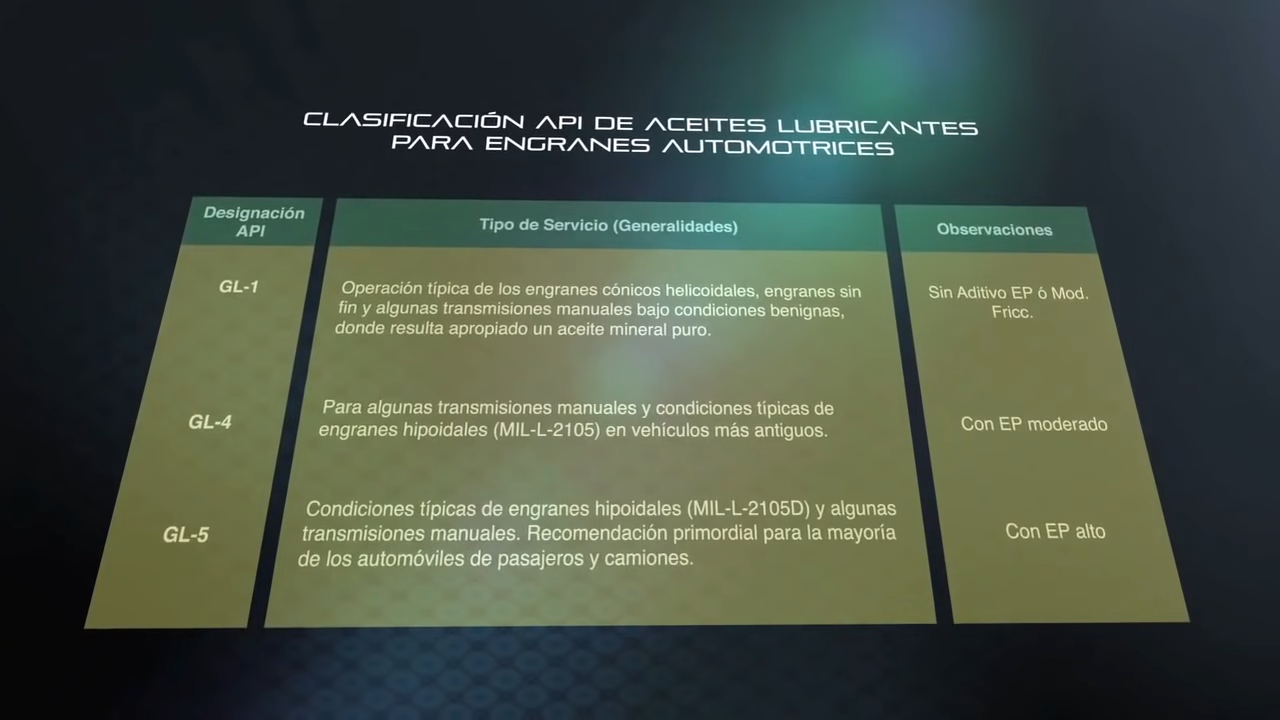 CLASIFICACIÓN API DE ACEITES LUBRICANTES
PARA ENGRANES AUTOMOTRICES
Designación
API
Tipo de Servicio (Generalidades)
Observaciones
GL-1
Operación típica de los engranes cónicos helicoidales, engranes sin
fin y algunas transmisiones manuales bajo condiciones benignas,
donde resulta apropiado un aceite mineral puro.
Sin Aditivo EP ó Mod.
Fricc.
GL-4
Para algunas transmisiones manuales y condiciones típicas de
engranes hipoidales (MIL-L-2105) en vehículos más antiguos.
Con EP moderado
GL-5
Condiciones típicas de engranes hipoidales (MIL-L-2105D) y algunas
transmisiones manuales. Recomendación primordial para la mayoría
de los automóviles de pasajeros y camiones.
Con EP alto